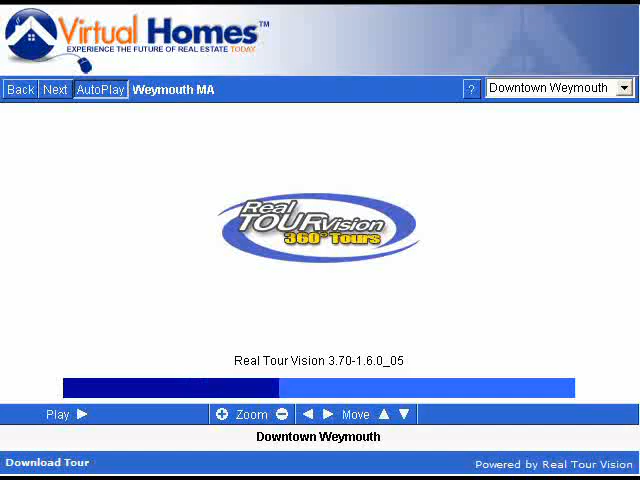 Virtual Homes™
EXPERIENCE THE FUTURE OF REAL ESTATE TODAY
Back Next AutoPlay Weymouth MA ? Downtown Weymouth
Real
TOURVision
360° Tours
Real Tour Vision 3.70-1.6.0_05
Play Zoom Move
Downtown Weymouth
Download Tour Powered by Real Tour Vision